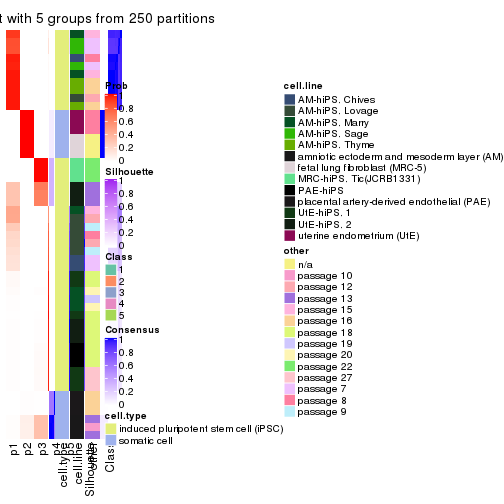 t with 5 groups from 250 partitions
Prob
0.8
0.6
0.4
0.2
0
Silhouette
1
0.8
0.6
0.4
0.2
0
Class
1
2
3
4
5
Consensus
1
0.8
0.6
0.4
0.2
0
cell.type
induced pluripotent stem cell (iPSC)
somatic cell
cell.line
AM-hiPS. Chives
AM-hiPS. Lovage
AM-hiPS. Marry
AM-hiPS. Sage
AM-hiPS. Thyme
amniotic ectoderm and mesoderm layer (AM)
fetal lung fibroblast (MRC-5)
MRC-hiPS. Tic(JCRB1331)
PAE-hiPS
placental artery-derived endothelial (PAE)
UtE-hiPS. 1
UtE-hiPS. 2
uterine endometrium (UtE)
other
n/a
passage 10
passage 12
passage 13
passage 15
passage 16
passage 18
passage 19
passage 20
passage 22
passage 27
passage 7
passage 8
passage 9
p1
p2
p3
p4
p5
cell.type
cell.line
Silhouette
other
Class